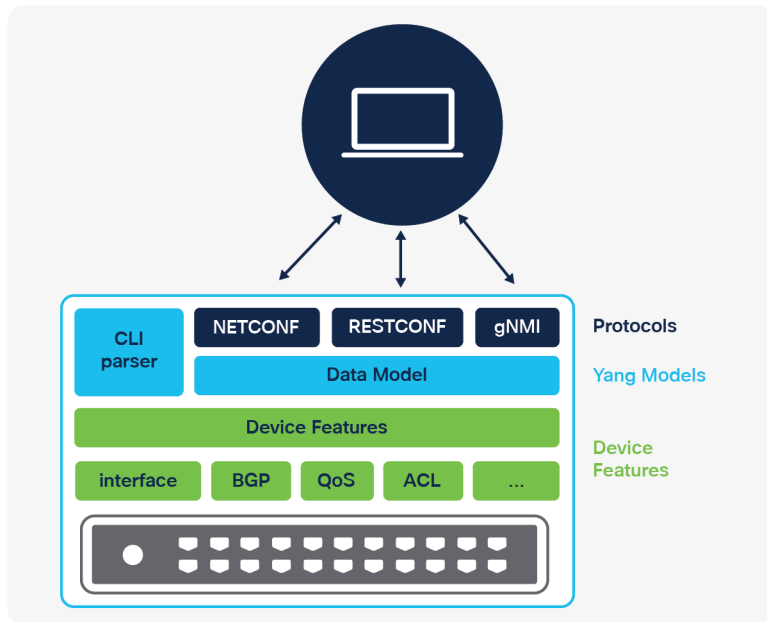 CLI
parser
NETCONF
RESTCONF
gNMI
Protocols
Data Model
Yang Models
Device Features
Device
Features
interface
BGP
QoS
ACL
...